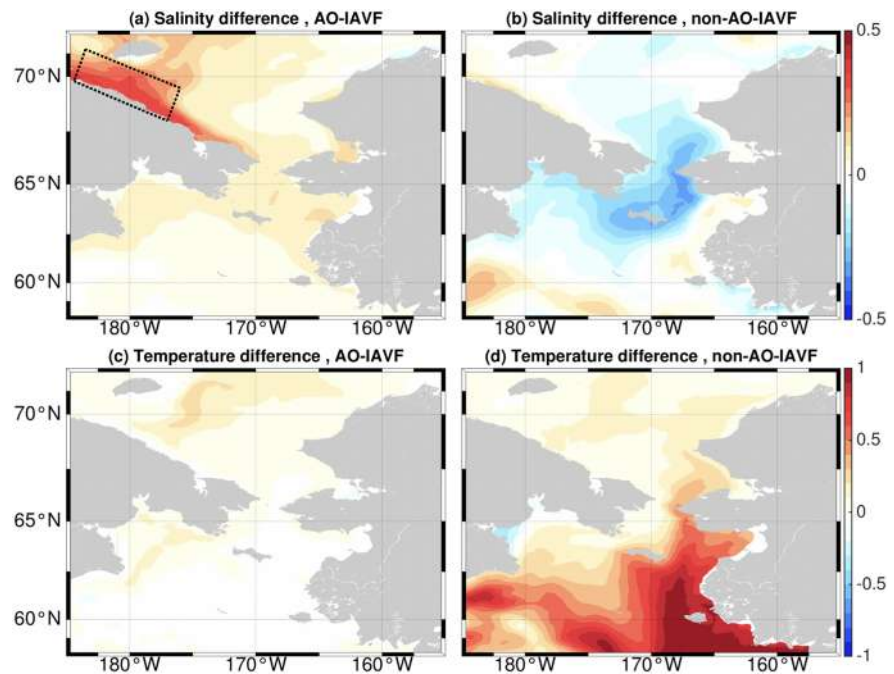 (a) Salinity difference , AO-IAVF
(b) Salinity difference , non-AO-IAVF
70°N
65°N
60°N
180°W 170°W 160°W
180°W 170°W 160°W
0.5
0
-0.5
(c) Temperature difference , AO-IAVF
(d) Temperature difference , non-AO-IAVF
70°N
65°N
60°N
180°W 170°W 160°W
180°W 170°W 160°W
1
0.5
0
-0.5
-1